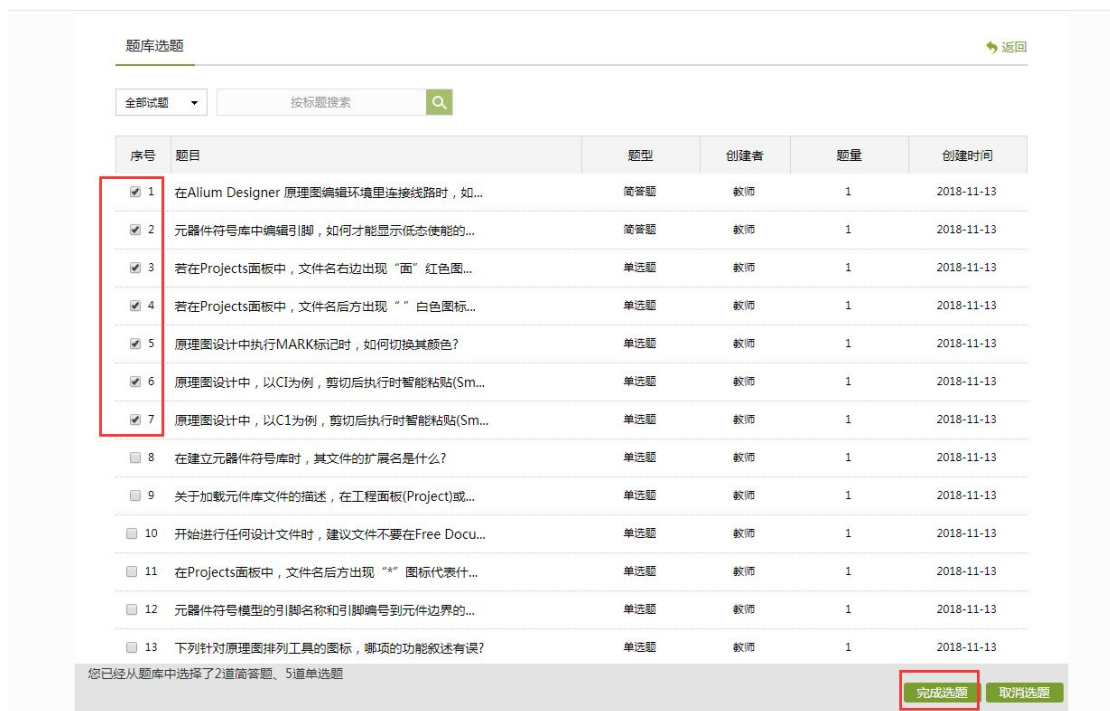 题库选题
返回
全部试题 按标题搜索
序号 题目 题型 创建者 题量 创建时间
1 在Alium Designer 原理图编辑环境里连接线路时，如... 简答题 教师 1 2018-11-13
2 元器件符号库中编辑引脚，如何才能显示低态使能的... 简答题 教师 1 2018-11-13
3 若在Projects面板中，文件名右边出现“面”红色图... 单选题 教师 1 2018-11-13
4 若在Projects面板中，文件名后方出现“ ”白色图标... 单选题 教师 1 2018-11-13
5 原理图设计中执行MARK标记时，如何切换其颜色? 单选题 教师 1 2018-11-13
6 原理图设计中，以CI为例，剪切后执行时智能粘贴(Sm... 单选题 教师 1 2018-11-13
7 原理图设计中，以C1为例，剪切后执行时智能粘贴(Sm... 单选题 教师 1 2018-11-13
8 在建立元器件符号库时，其文件的扩展名是什么? 单选题 教师 1 2018-11-13
9 关于加载元件库文件的描述，在工程面板(Project)或... 单选题 教师 1 2018-11-13
10 开始进行任何设计文件时，建议文件不要在Free Docu... 单选题 教师 1 2018-11-13
11 在Projects面板中，文件名后方出现“*”图标代表什... 单选题 教师 1 2018-11-13
12 元器件符号模型的引脚名称和引脚编号到元件边界的... 单选题 教师 1 2018-11-13
13 下列针对原理图排列工具的图标，哪项的功能叙述有误? 单选题 教师 1 2018-11-13
您已经从题库中选择了2道简答题、5道单选题
完成选题 取消选题